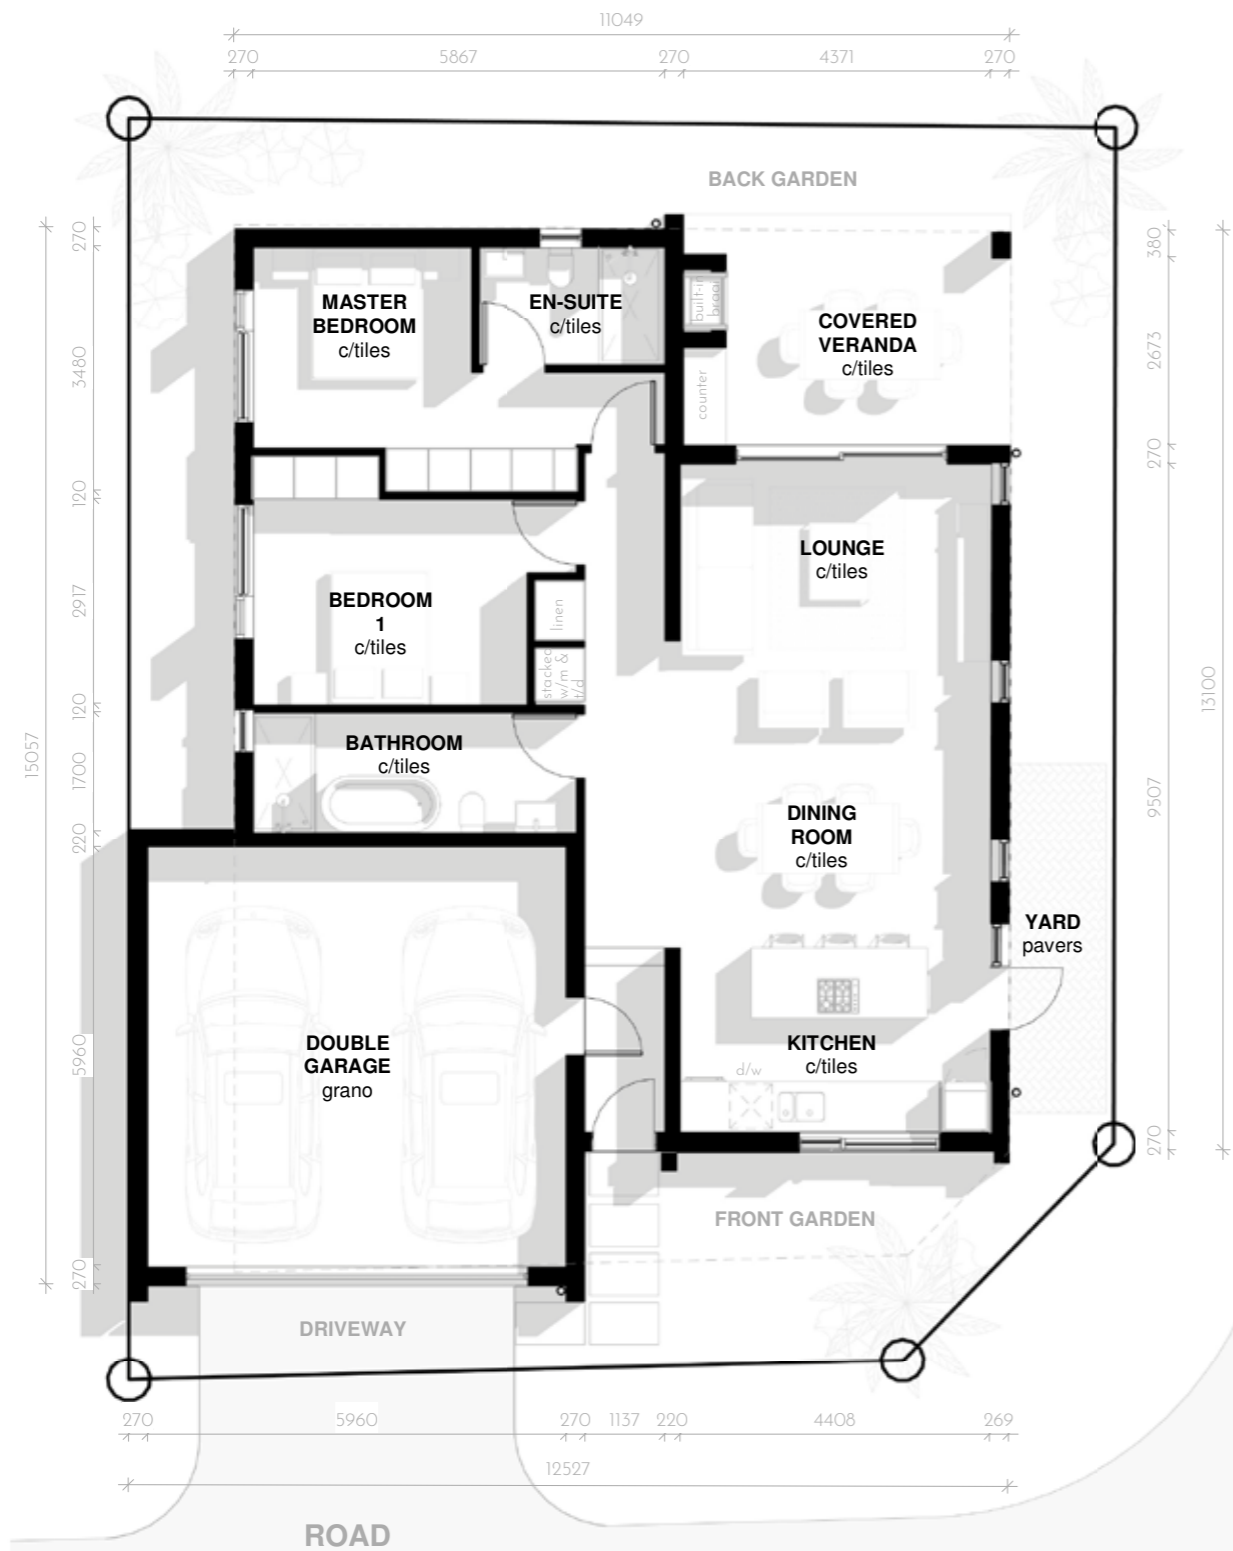 11049
270 5867 270 4371 270
BACK GARDEN
MASTER
BEDROOM
c/tiles
EN-SUITE
c/tiles
built-in
braai
counter
COVERED
VERANDA
c/tiles
LOUNGE
c/tiles
BEDROOM
1
c/tiles
linen
stacked
w/m &
t/d
BATHROOM
c/tiles
DINING
ROOM
c/tiles
YARD
pavers
DOUBLE
GARAGE
grano
KITCHEN
c/tiles
d/w
FRONT GARDEN
DRIVEWAY
ROAD
270
3480
120
2917
120
1700
220
5960
270
15057
380
2673
270
9507
270
13100
270 5960 270 1137 220 4408 269
12527